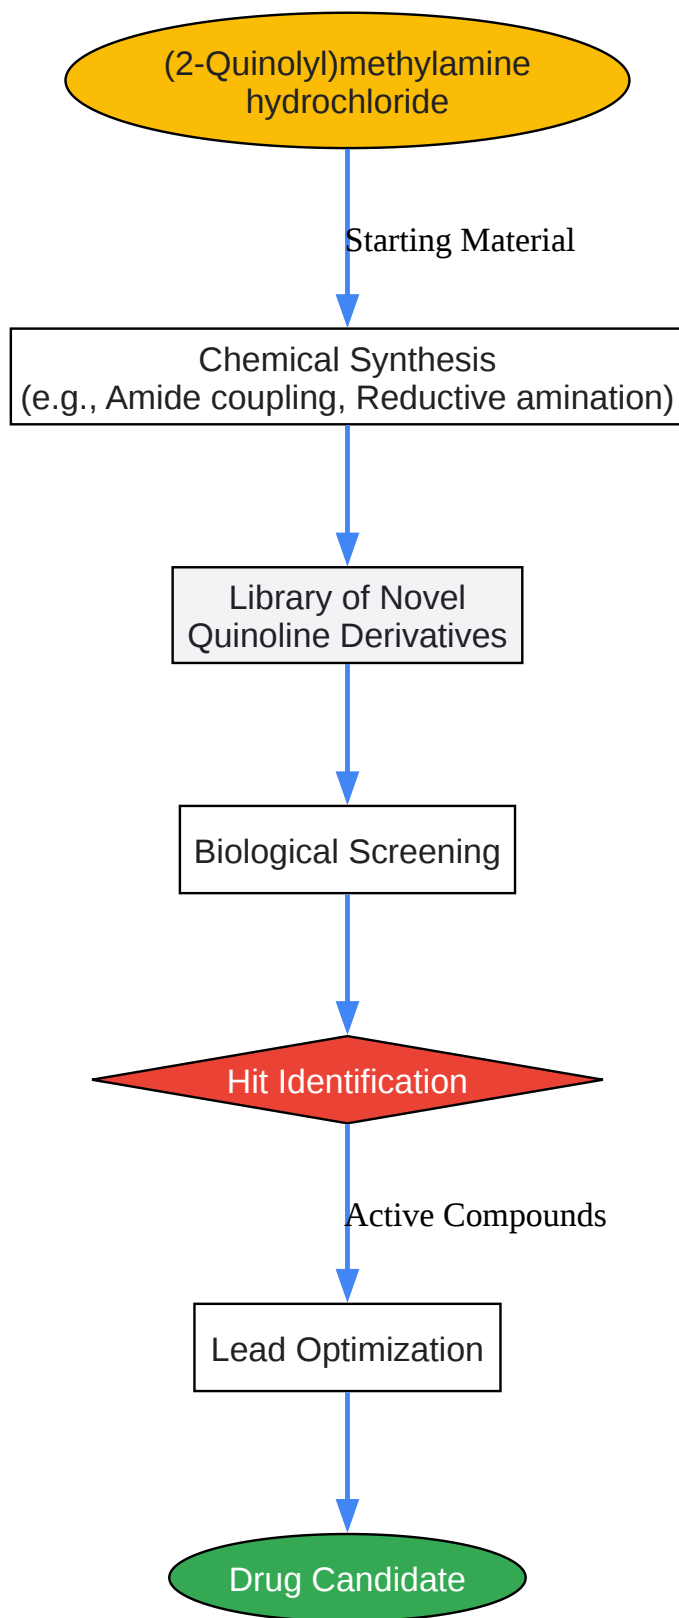 (2-Quinolyl)methylamine
hydrochloride
Starting Material
Chemical Synthesis
(e.g., Amide coupling, Reductive amination)
Library of Novel
Quinoline Derivatives
Biological Screening
Hit Identification
Active Compounds
Lead Optimization
Drug Candidate